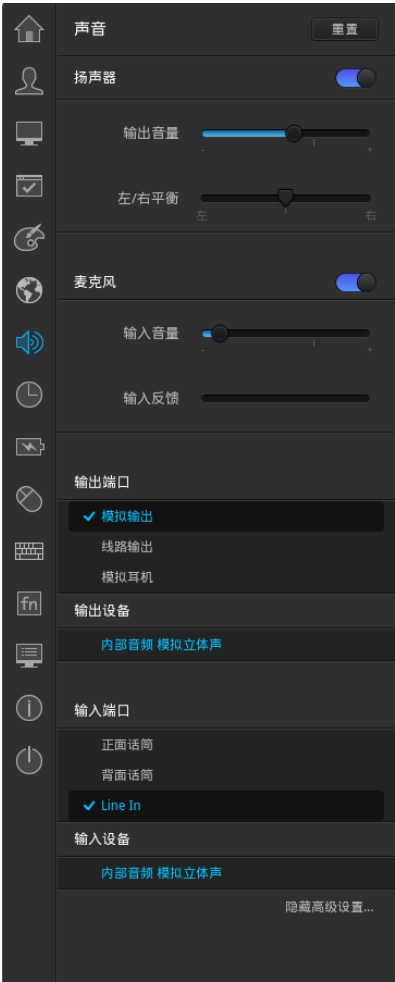 声音 重置
扬声器
输出音量
- +
左/右平衡
左 右
麦克风
输入音量
- +
输入反馈
输出端口
模拟输出
线路输出
模拟耳机
输出设备
内部音频 模拟立体声
fn
输入端口
正面话筒
背面话筒
Line In
输入设备
内部音频 模拟立体声
隐藏高级设置...